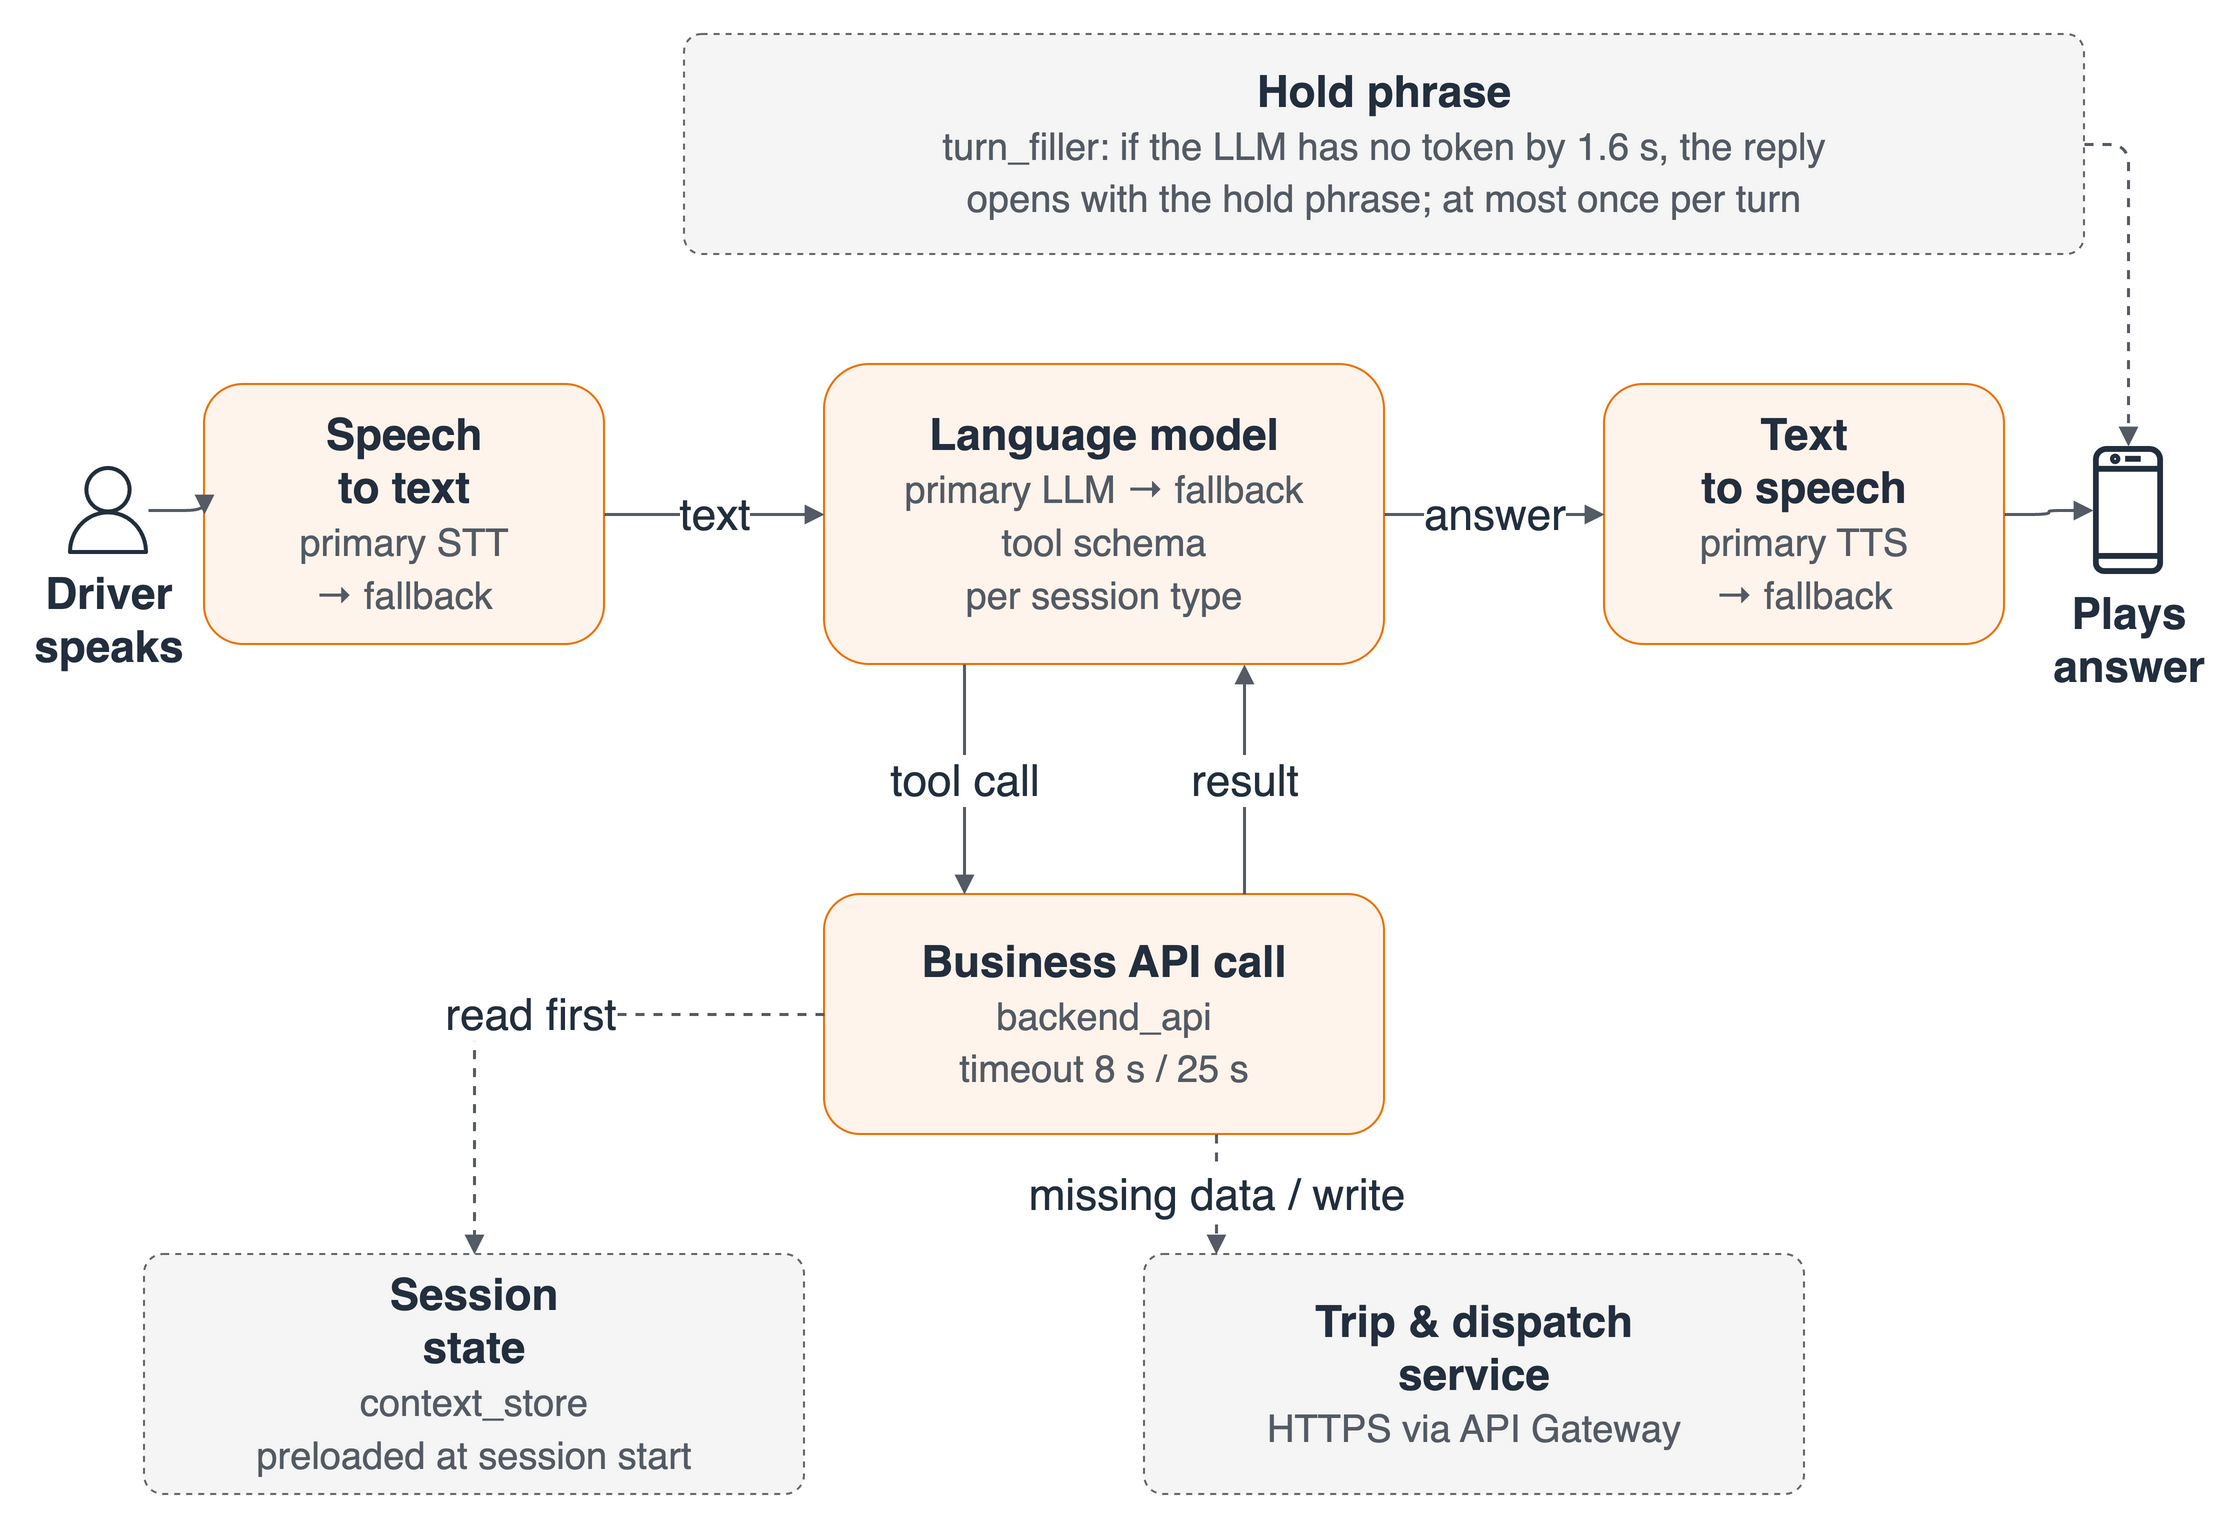 Hold phrase
turn_filler: if the LLM has no token by 1.6 s, the reply
opens with the hold phrase; at most once per turn
Driver
speaks
Speech
to text
primary STT
→ fallback
text
Language model
primary LLM → fallback
tool schema
per session type
answer
Text
to speech
primary TTS
→ fallback
Plays
answer
tool call
result
Business API call
backend_api
timeout 8 s / 25 s
read first
missing data / write
Session
state
context_store
preloaded at session start
Trip & dispatch
service
HTTPS via API Gateway